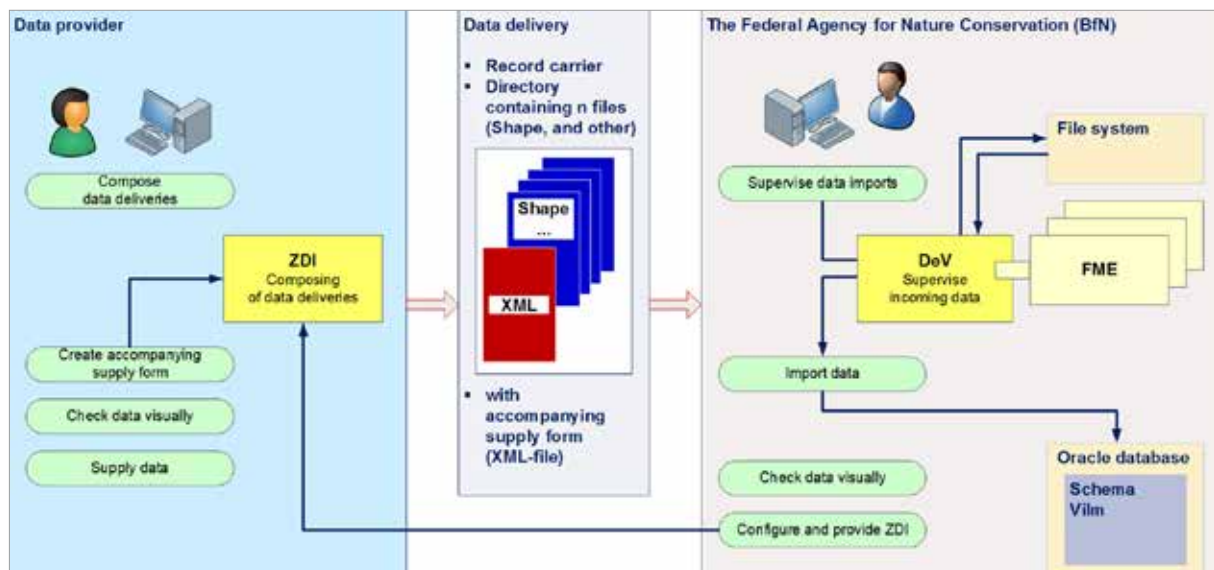 Data provider
Compose
data deliveries
ZDI
Composing
of data deliveries
Create accompanying
supply form
Check data visually
Supply data
Data delivery
▪ Record carrier
▪ Directory
containing n files
(Shape, and other)
Shape
...
XML
▪ with
accompanying
supply form
(XML-file)
The Federal Agency for Nature Conservation (BfN)
Supervise data imports
File system
DeV
Supervise
incoming data
FME
Import data
Check data visually
Configure and provide ZDI
Oracle database
Schema
Vilm